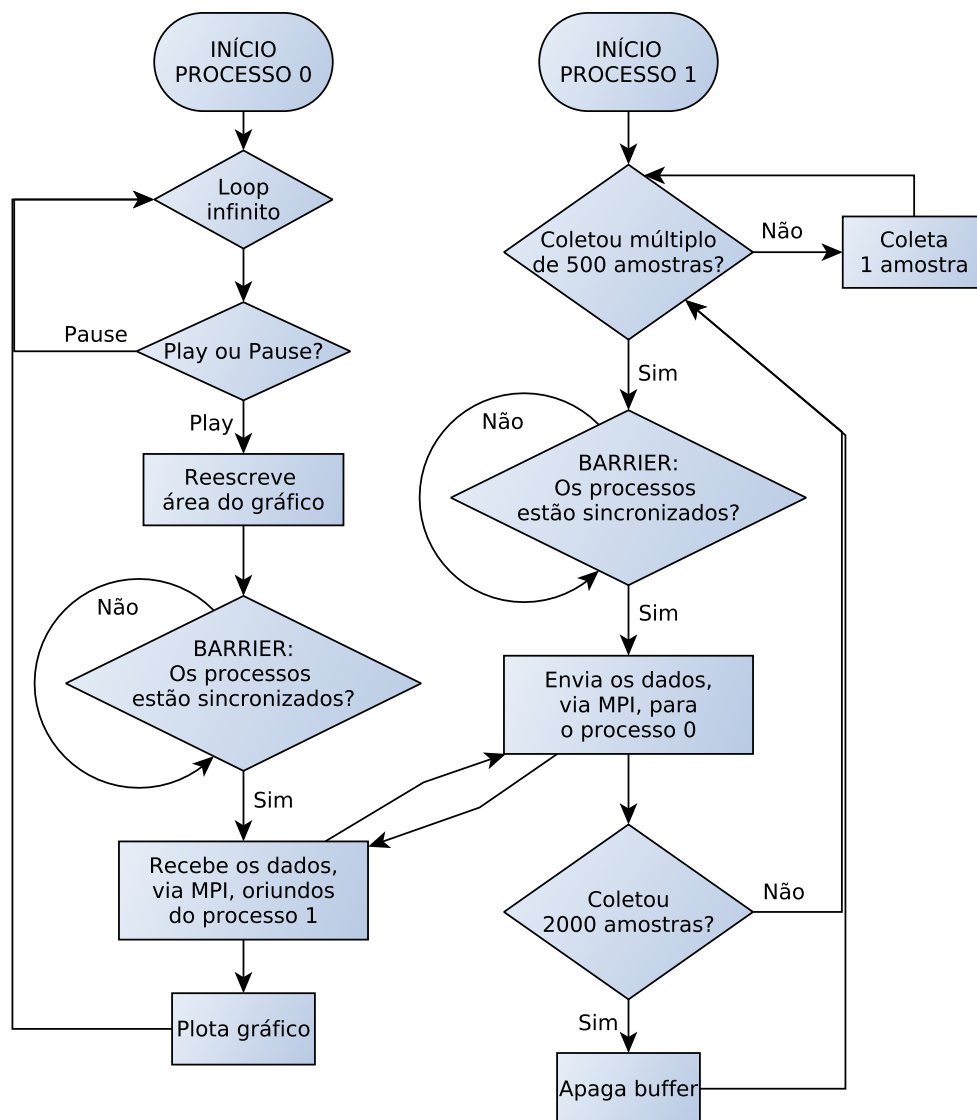 INÍCIO
PROCESSO 0
Loop
infinito
Pause
Play ou Pause?
Play
Reescreve
área do gráfico
Não
BARRIER:
Os processos
estão sincronizados?
Sim
Recebe os dados,
via MPI, oriundos
do processo 1
Plota gráfico
INÍCIO
PROCESSO 1
Coletou múltiplo
de 500 amostras?
Não
Coleta
1 amostra
Sim
Não
BARRIER:
Os processos
estão sincronizados?
Sim
Envia os dados,
via MPI, para
o processo 0
Coletou
2000 amostras?
Não
Sim
Apaga buffer